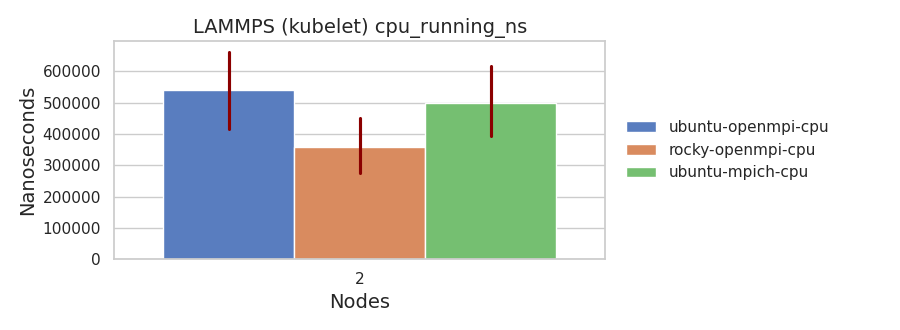 LAMMPS (kubelet) cpu_running_ns
Nanoseconds
600000
500000
400000
300000
200000
100000
0
2
Nodes
ubuntu-openmpi-cpu
rocky-openmpi-cpu
ubuntu-mpich-cpu